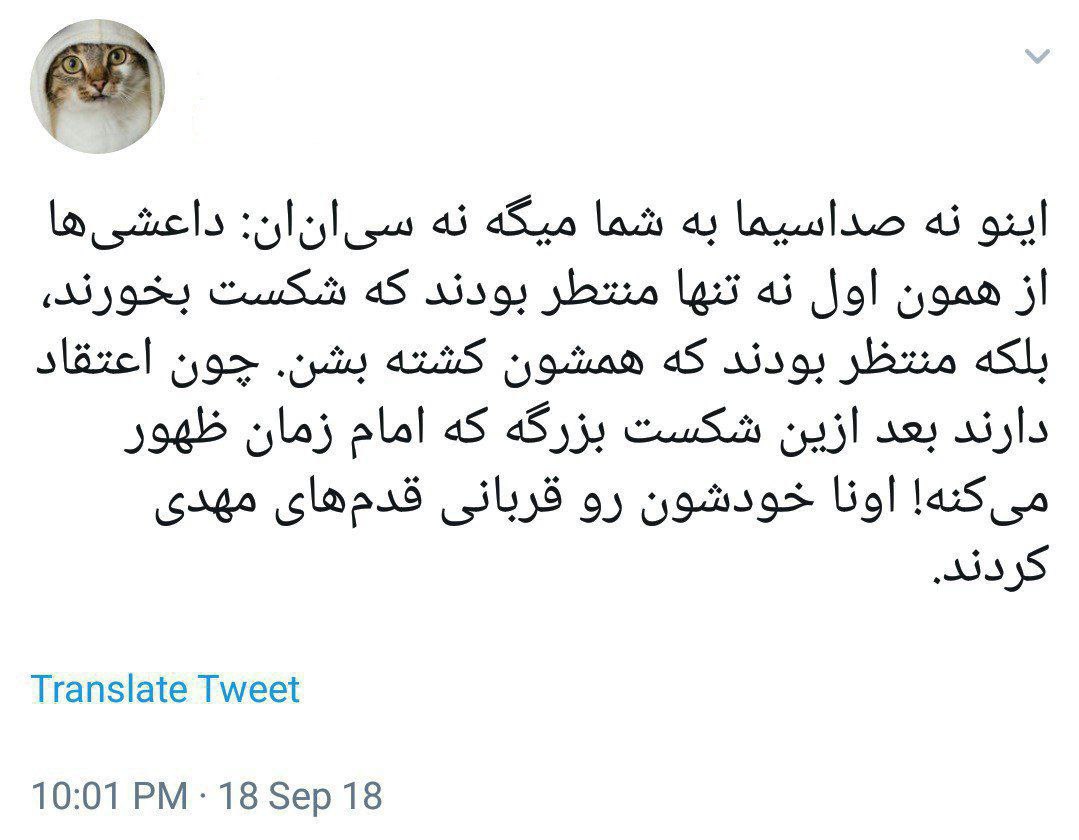 اینو نه صداسیما به شما میگه نه سی‌ان‌ان: داعشی‌ها
از همون اول نه تنها منتطر بودند که شکست بخورند،
بلکه منتظر بودند که همشون کشته بشن. چون اعتقاد
دارند بعد ازین شکست بزرگه که امام زمان ظهور
می‌کنه! اونا خودشون رو قربانی قدم‌های مهدی
کردند.
Translate Tweet
10:01 PM · 18 Sep 18